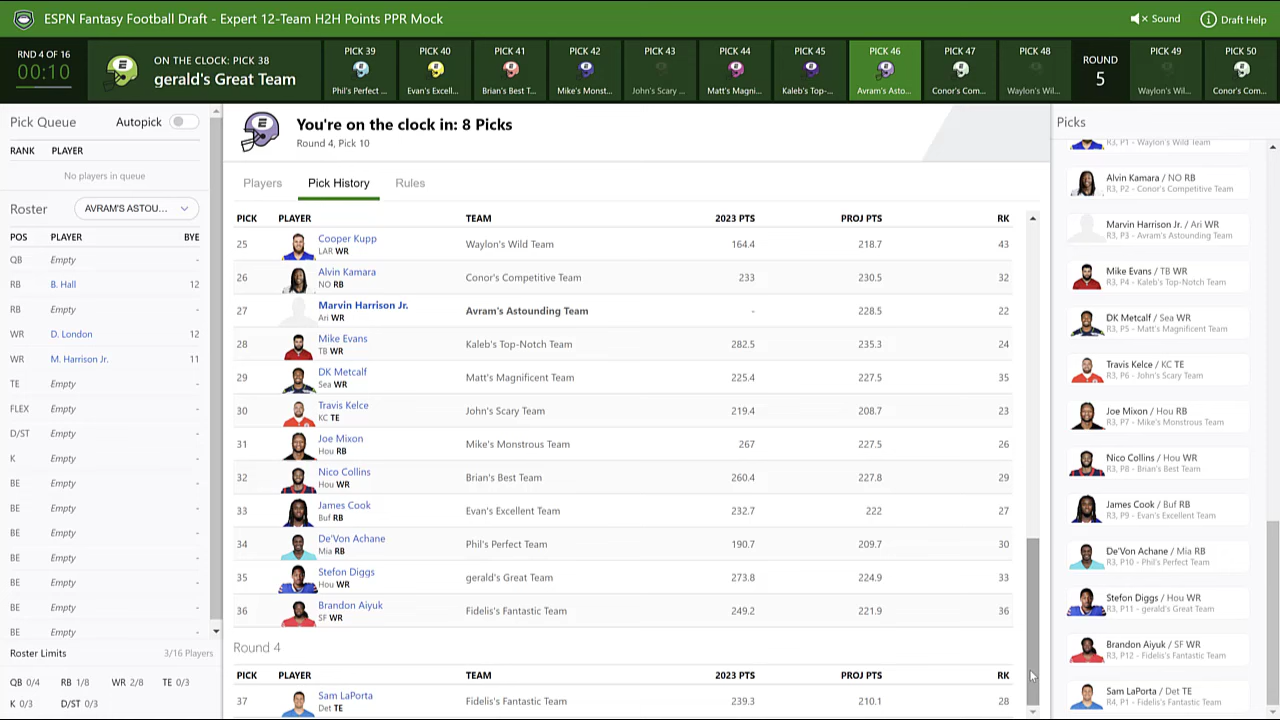 ESPN Fantasy Football Draft - Expert 12-Team H2H Points PPR Mock
Sound
Draft Help
RND 4 OF 16
00:10
ON THE CLOCK: PICK 38
gerald's Great Team
PICK 39
Phil's Perfect ...
PICK 40
Evan's Excell...
PICK 41
Brian's Best T...
PICK 42
Mike's Monst...
PICK 43
John's Scary ...
PICK 44
Matt's Magni...
PICK 45
Kaleb's Top-...
PICK 46
Avram's Asto...
PICK 47
Conor's Com...
PICK 48
Waylon's Wil...
ROUND
5
PICK 49
Waylon's Wil...
PICK 50
Conor's Com...
Pick Queue
Autopick
RANK PLAYER
No players in queue
Roster
AVRAM'S ASTOU...
POS PLAYER BYE
QB Empty -
RB B. Hall 12
RB Empty -
WR D. London 12
WR M. Harrison Jr. 11
TE Empty -
FLEX Empty -
D/ST Empty -
K Empty -
BE Empty -
BE Empty -
BE Empty -
BE Empty -
BE Empty -
BE Empty -
BE Empty
Roster Limits 3/16 Players
QB 0/4 RB 1/8 WR 2/8 TE 0/3
K 0/3 D/ST 0/3
You're on the clock in: 8 Picks
Round 4, Pick 10
Players Pick History Rules
PICK PLAYER TEAM 2023 PTS PROJ PTS RK
25 Cooper Kupp LAR WR Waylon's Wild Team 164.4 218.7 43
26 Alvin Kamara NO RB Conor's Competitive Team 233 230.5 32
27 Marvin Harrison Jr. Ari WR Avram's Astounding Team - 228.5 22
28 Mike Evans TB WR Kaleb's Top-Notch Team 282.5 235.3 24
29 DK Metcalf Sea WR Matt's Magnificent Team 225.4 227.5 35
30 Travis Kelce KC TE John's Scary Team 219.4 208.7 23
31 Joe Mixon Hou RB Mike's Monstrous Team 267 227.5 26
32 Nico Collins Hou WR Brian's Best Team 260.4 227.8 29
33 James Cook Buf RB Evan's Excellent Team 232.7 222 27
34 De'Von Achane Mia RB Phil's Perfect Team 190.7 209.7 30
35 Stefon Diggs Hou WR gerald's Great Team 273.8 224.9 33
36 Brandon Aiyuk SF WR Fidelis's Fantastic Team 249.2 221.9 36
Round 4
PICK PLAYER TEAM 2023 PTS PROJ PTS RK
37 Sam LaPorta Det TE Fidelis's Fantastic Team 239.3 210.1 28
Picks
R3, P1 - Waylon's Wild Team
Alvin Kamara / NO RB
R3, P2 - Conor's Competitive Team
Marvin Harrison Jr. / Ari WR
R3, P3 - Avram's Astounding Team
Mike Evans / TB WR
R3, P4 - Kaleb's Top-Notch Team
DK Metcalf / Sea WR
R3, P5 - Matt's Magnificent Team
Travis Kelce / KC TE
R3, P6 - John's Scary Team
Joe Mixon / Hou RB
R3, P7 - Mike's Monstrous Team
Nico Collins / Hou WR
R3, P8 - Brian's Best Team
James Cook / Buf RB
R3, P9 - Evan's Excellent Team
De'Von Achane / Mia RB
R3, P10 - Phil's Perfect Team
Stefon Diggs / Hou WR
R3, P11 - gerald's Great Team
Brandon Aiyuk / SF WR
R3, P12 - Fidelis's Fantastic Team
Sam LaPorta / Det TE
R4, P1 - Fidelis's Fantastic Team